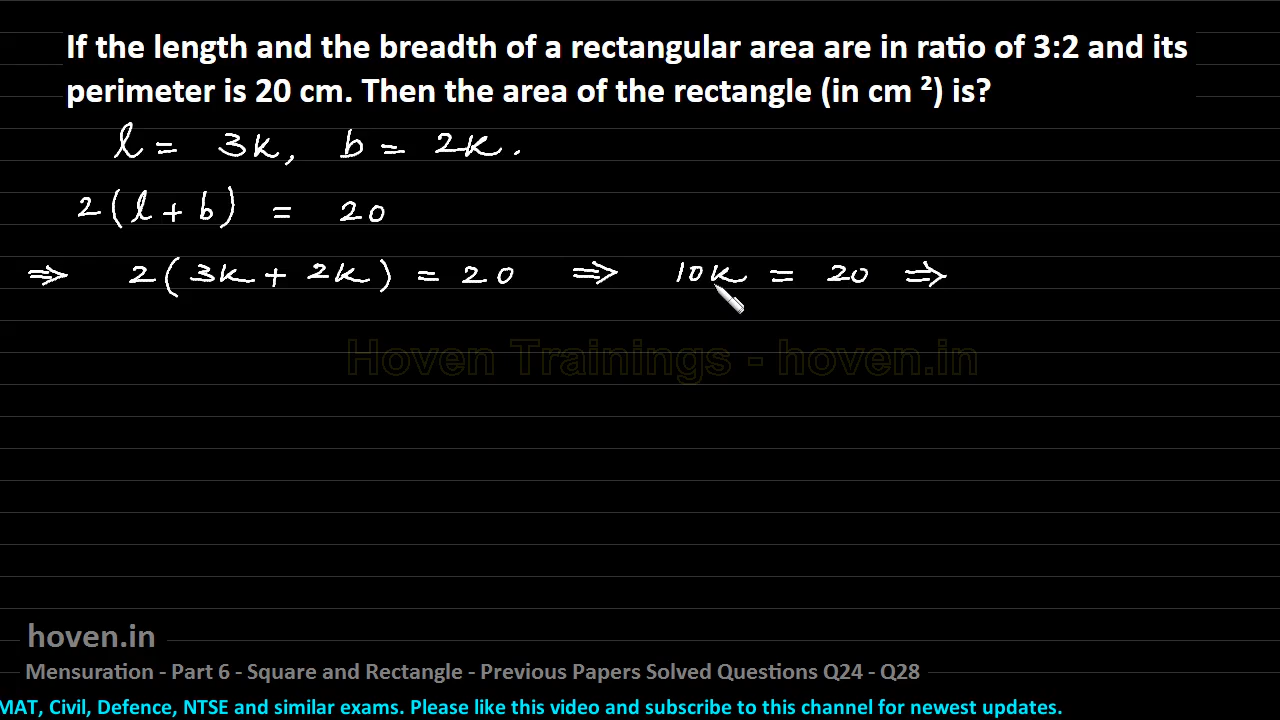 If the length and the breadth of a rectangular area are in ratio of 3:2 and its
perimeter is 20 cm. Then the area of the rectangle (in cm ²) is?
l = 3k, b = 2k.
2(l + b) = 20
⇒ 2(3k + 2k) = 20 ⇒ 10k = 20 ⇒
Hoven Trainings - hoven.in
hoven.in
Mensuration - Part 6 - Square and Rectangle - Previous Papers Solved Questions Q24 - Q28
MAT, Civil, Defence, NTSE and similar exams. Please like this video and subscribe to this channel for newest updates.